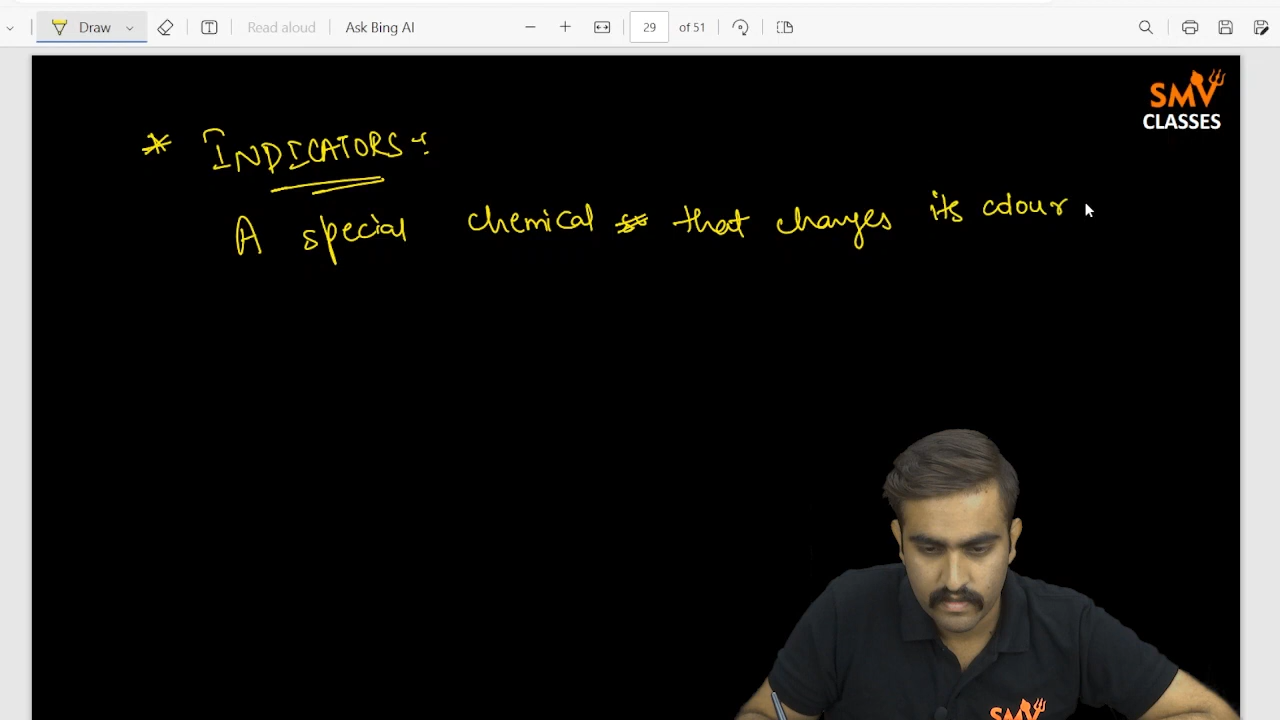 Draw
Read aloud
Ask Bing AI
29 of 51
SMV
CLASSES
* INDICATORS :
A special chemical that changes its colour
SMV